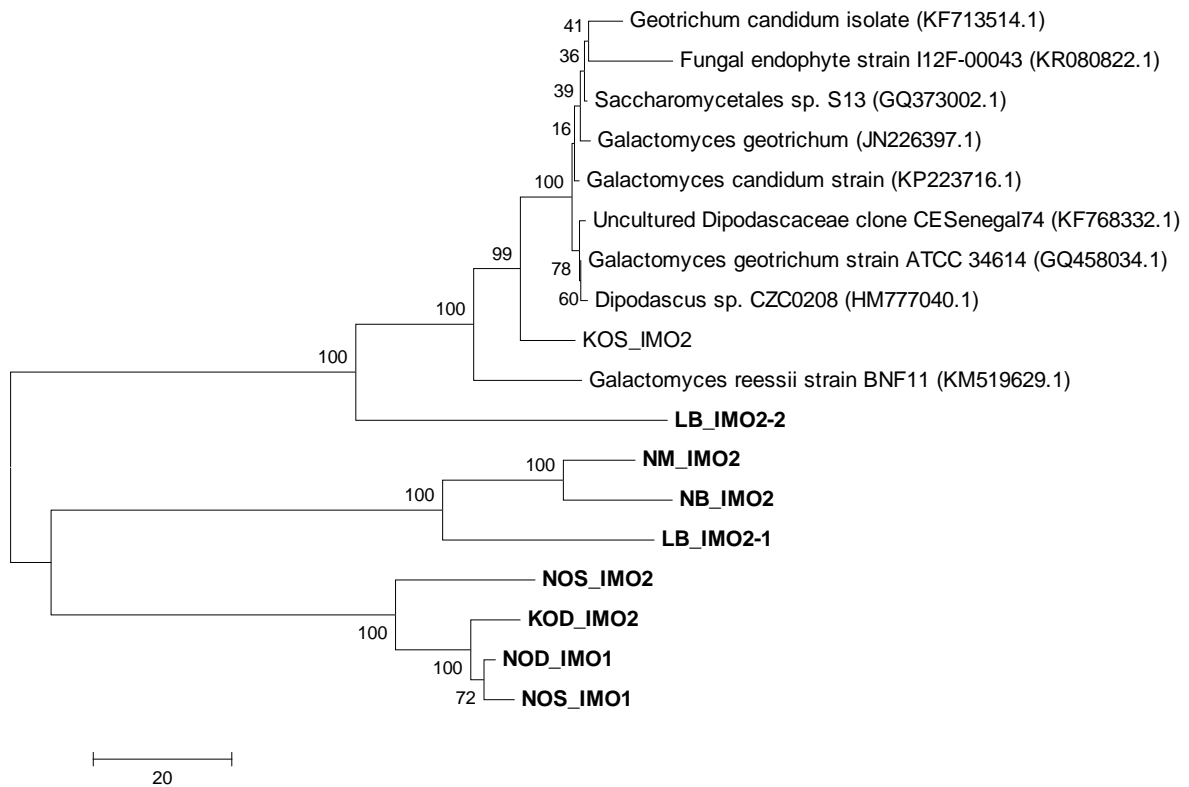 Geotrichum candidum isolate (KF713514.1)
41
Fungal endophyte strain I12F-00043 (KR080822.1)
36
Saccharomycetales sp. S13 (GQ373002.1)
39
Galactomyces geotrichum (JN226397.1)
16
Galactomyces candidum strain (KP223716.1)
100
Uncultured Dipodascaceae clone CESenegal74 (KF768332.1)
99
Galactomyces geotrichum strain ATCC 34614 (GQ458034.1)
78
Dipodascus sp. CZC0208 (HM777040.1)
60
100
KOS_IMO2
100
Galactomyces reessii strain BNF11 (KM519629.1)
LB_IMO2-2
100
NM_IMO2
100
NB_IMO2
LB_IMO2-1
NOS_IMO2
100
KOD_IMO2
NOD_IMO1
100
72
NOS_IMO1
20